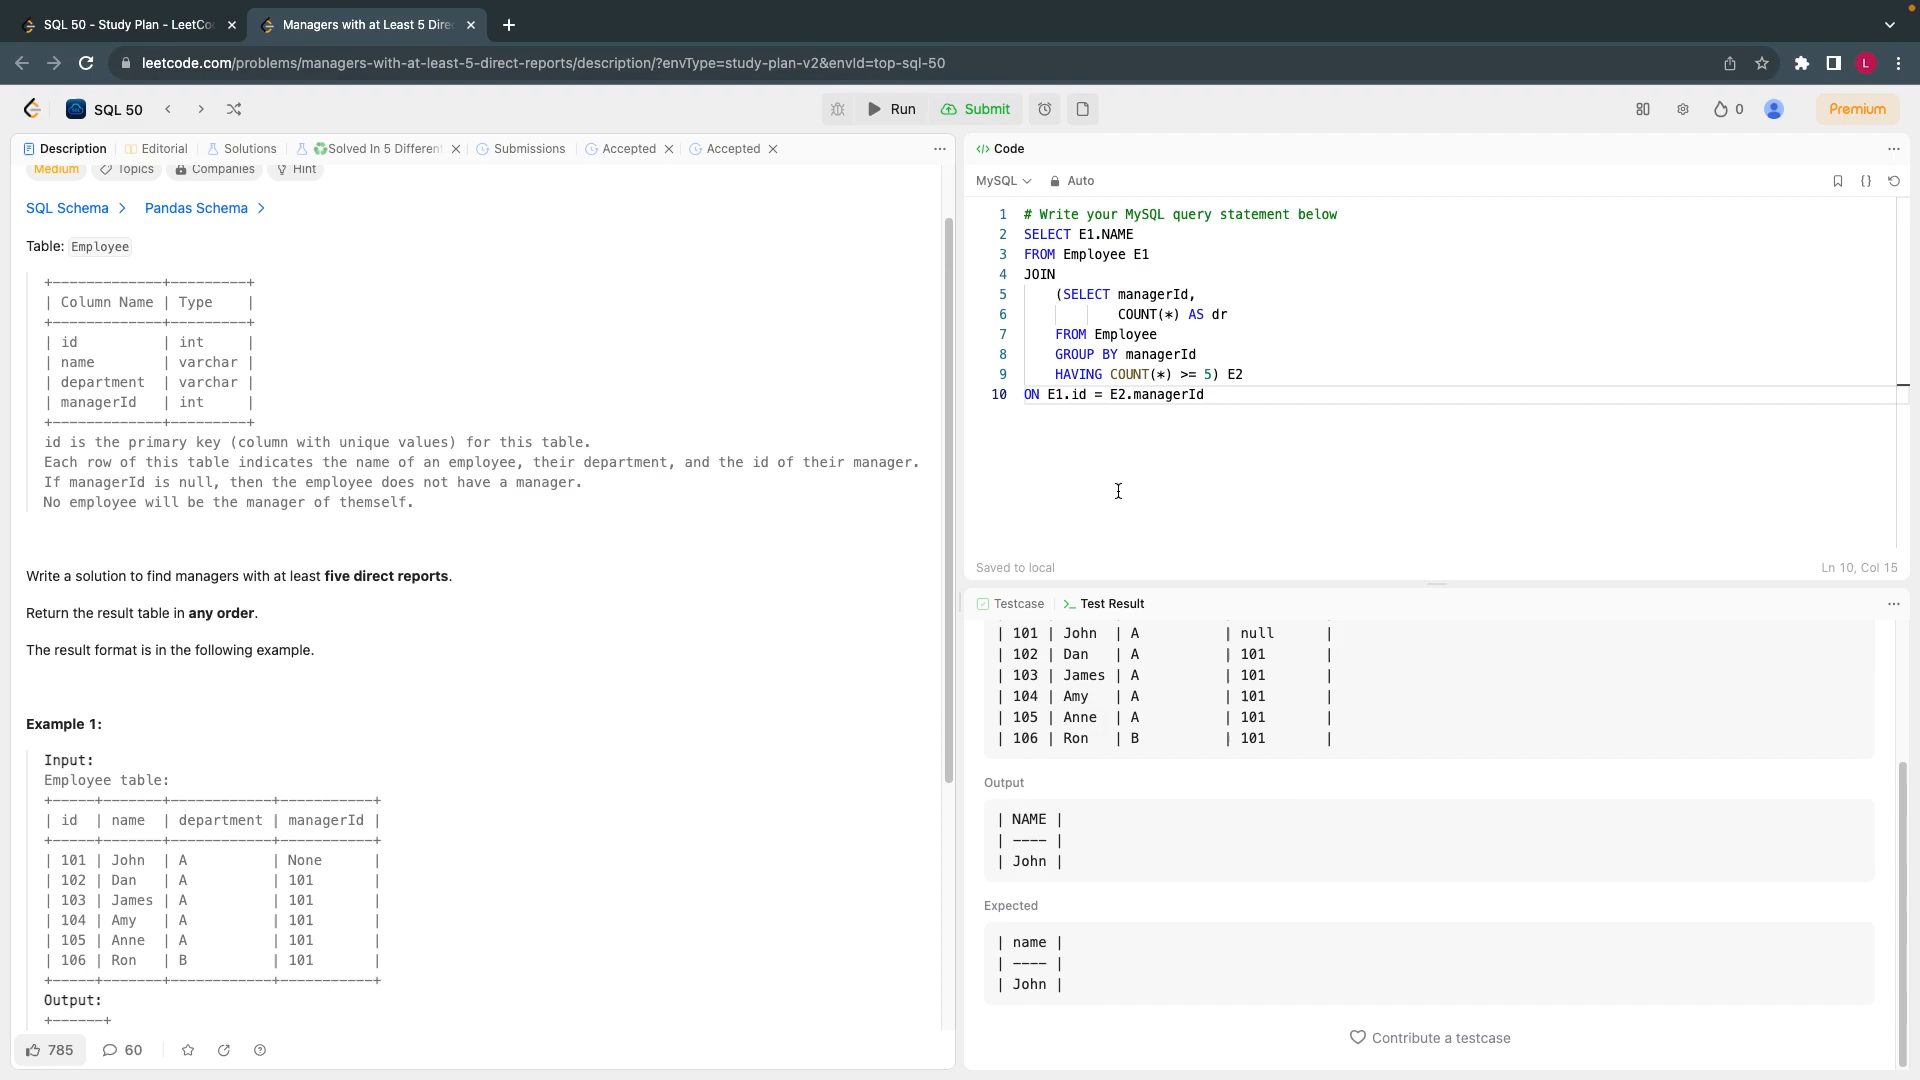 SQL 50 - Study Plan - LeetCo
Managers with at Least 5 Dire
leetcode.com/problems/managers-with-at-least-5-direct-reports/description/?envType=study-plan-v2&envId=top-sql-50
L
SQL 50
Run
Submit
0
Premium
Description
Editorial
Solutions
Solved In 5 Different
Submissions
Accepted
Accepted
Medium
Topics
Companies
Hint
SQL Schema >
Pandas Schema >
Table: Employee
+-------------+---------+
| Column Name | Type    |
+-------------+---------+
| id          | int     |
| name        | varchar |
| department  | varchar |
| managerId   | int     |
+-------------+---------+
id is the primary key (column with unique values) for this table.
Each row of this table indicates the name of an employee, their department, and the id of their manager.
If managerId is null, then the employee does not have a manager.
No employee will be the manager of themself.
Write a solution to find managers with at least five direct reports.
Return the result table in any order.
The result format is in the following example.
Example 1:
Input:
Employee table:
+-----+-------+------------+-----------+
| id  | name  | department | managerId |
+-----+-------+------------+-----------+
| 101 | John  | A          | None      |
| 102 | Dan   | A          | 101       |
| 103 | James | A          | 101       |
| 104 | Amy   | A          | 101       |
| 105 | Anne  | A          | 101       |
| 106 | Ron   | B          | 101       |
+-----+-------+------------+-----------+
Output:
+------+
785
60
Code
MySQL
Auto
1 # Write your MySQL query statement below
2 SELECT E1.NAME
3 FROM Employee E1
4 JOIN
5     (SELECT managerId,
6             COUNT(*) AS dr
7     FROM Employee
8     GROUP BY managerId
9     HAVING COUNT(*) >= 5) E2
10 ON E1.id = E2.managerId
Saved to local
Ln 10, Col 15
Testcase
Test Result
| 101 | John  | A          | null      |
| 102 | Dan   | A          | 101       |
| 103 | James | A          | 101       |
| 104 | Amy   | A          | 101       |
| 105 | Anne  | A          | 101       |
| 106 | Ron   | B          | 101       |
Output
| NAME |
| ---- |
| John |
Expected
| name |
| ---- |
| John |
Contribute a testcase